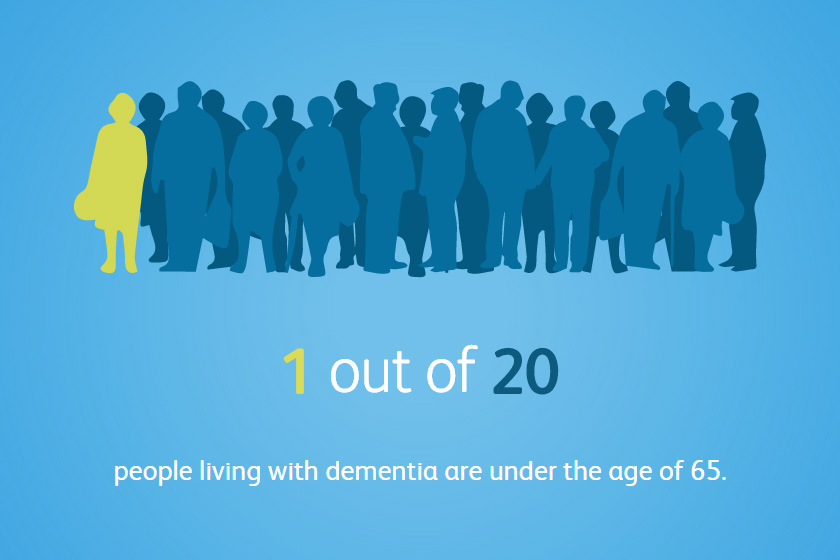 1 out of 20
people living with dementia are under the age of 65.